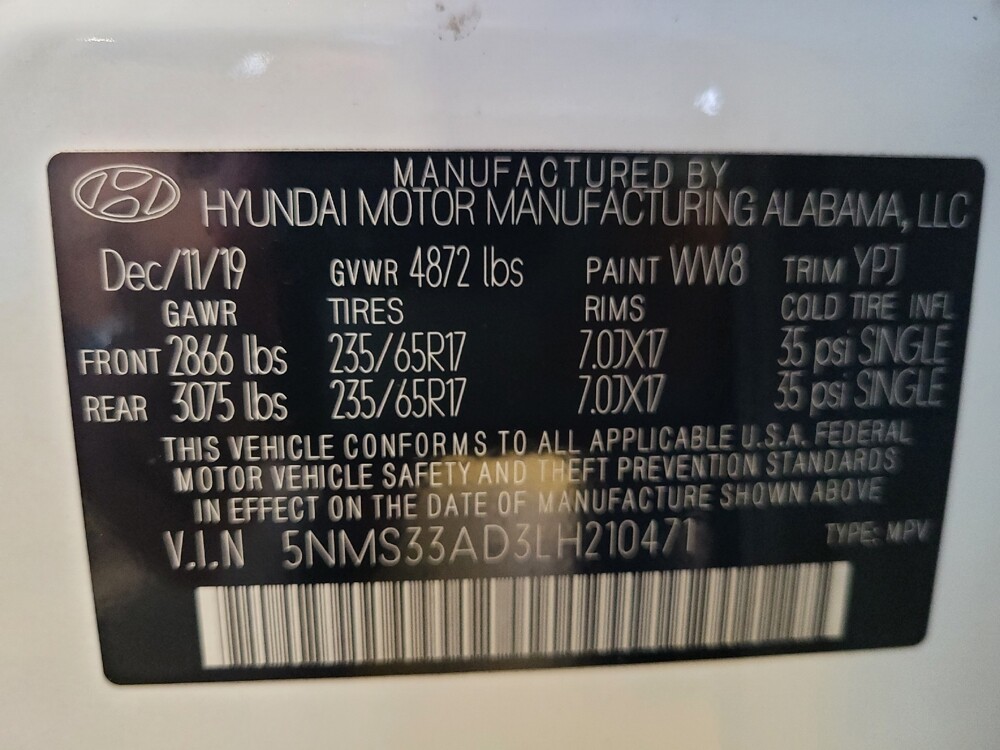 MANUFACTURED BY
HYUNDAI MOTOR MANUFACTURING ALABAMA, LLC
Dec/11/19 GVWR 4872 lbs PAINT WW8 TRIM YPJ
GAWR TIRES RIMS COLD TIRE INFL
FRONT 2866 lbs 235/65R17 7.0JX17 35 psi SINGLE
REAR 3075 lbs 235/65R17 7.0JX17 35 psi SINGLE
THIS VEHICLE CONFORMS TO ALL APPLICABLE U.S.A. FEDERAL
MOTOR VEHICLE SAFETY AND THEFT PREVENTION STANDARDS
IN EFFECT ON THE DATE OF MANUFACTURE SHOWN ABOVE
V.I.N 5NMS33AD3LH210471 TYPE: MPV